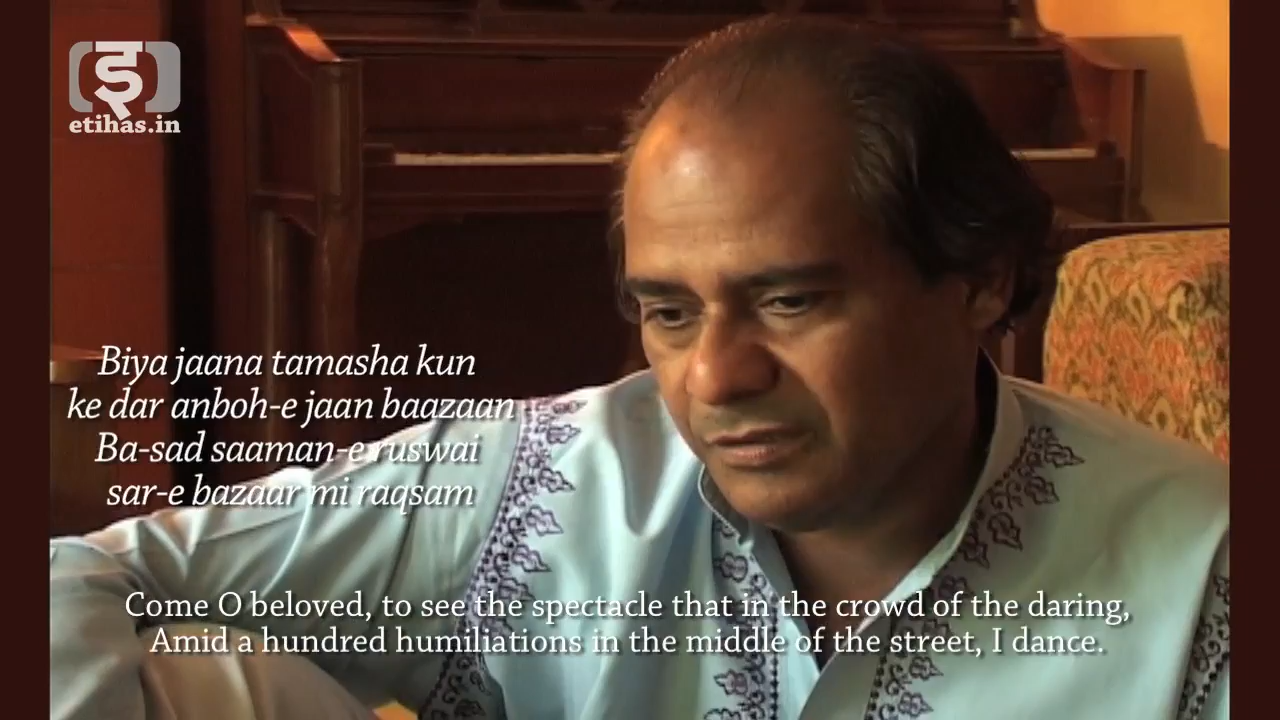 इ
etihas.in
Biya jaana tamasha kun
ke dar anboh-e jaan baazaan
Ba-sad saaman-e ruswai
sar-e bazaar mi raqsam
Come O beloved, to see the spectacle that in the crowd of the daring,
Amid a hundred humiliations in the middle of the street, I dance.